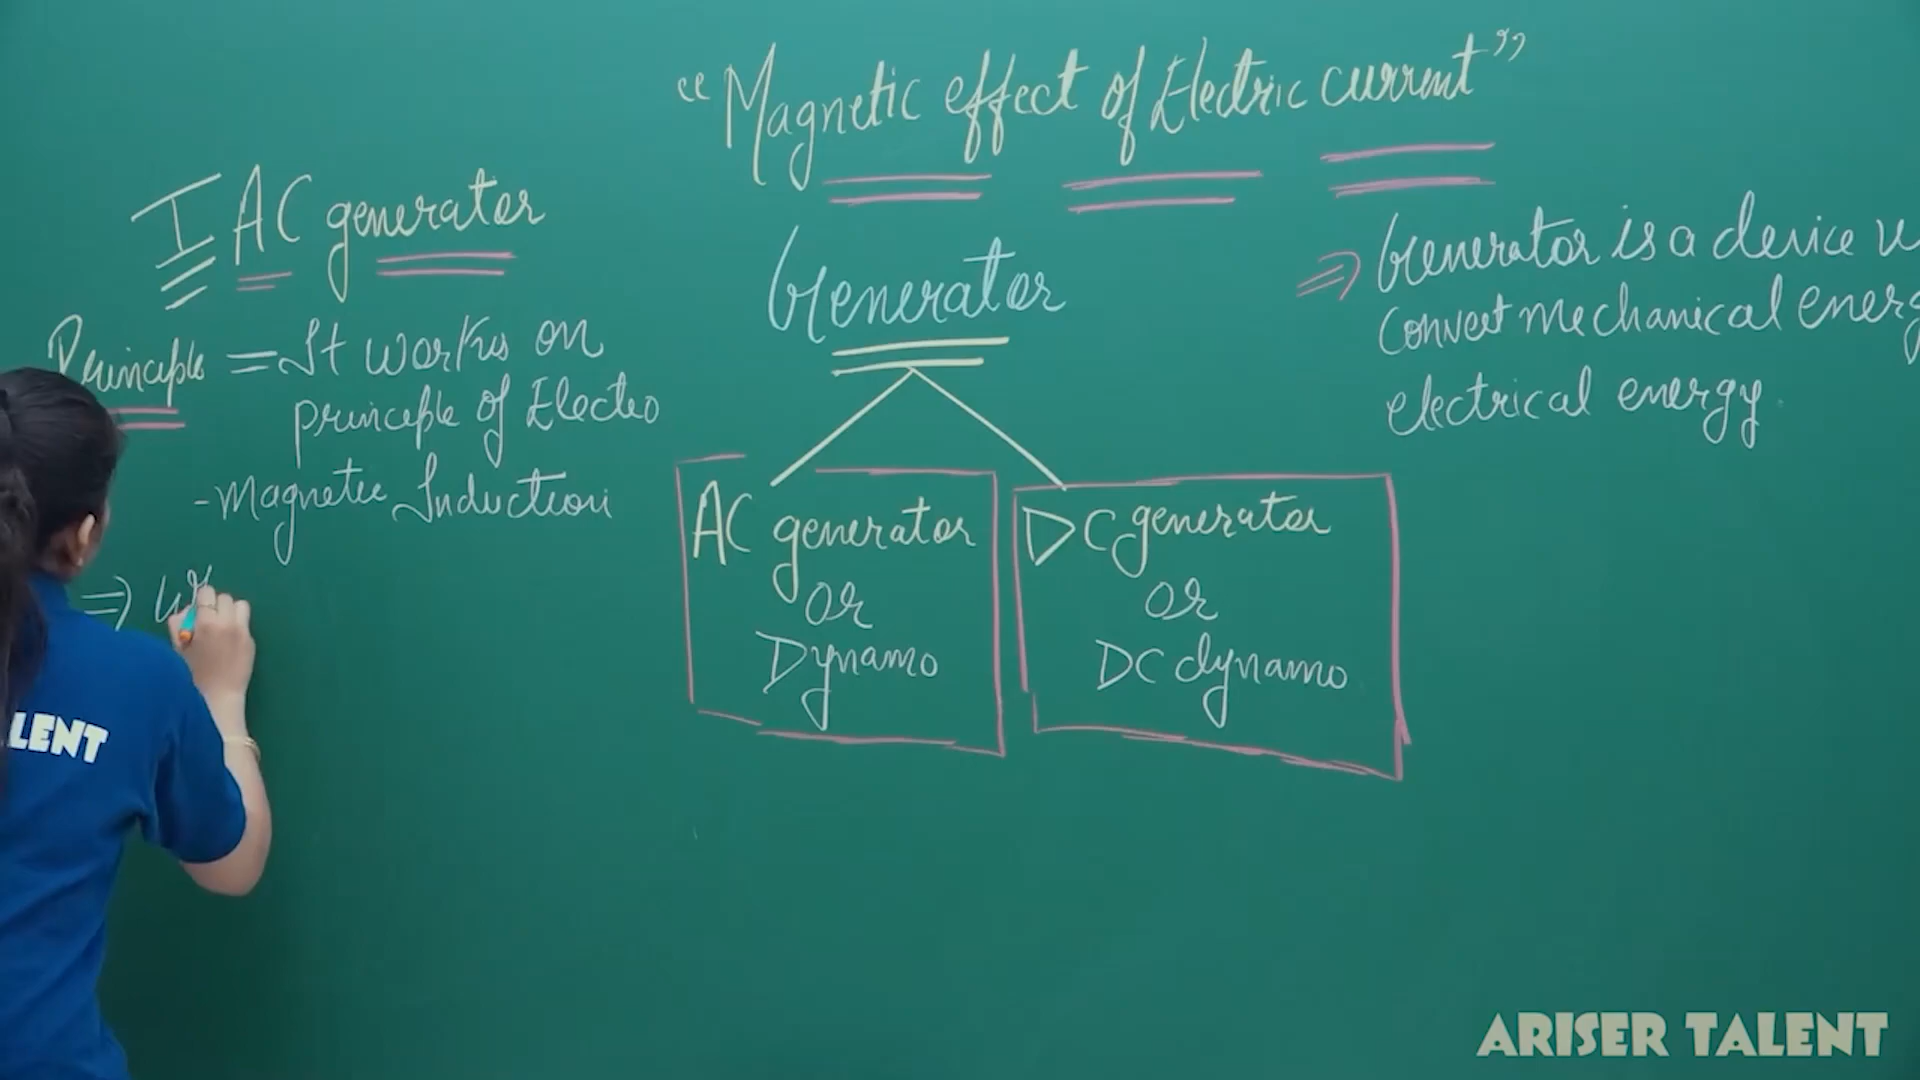 “Magnetic effect of Electric current”
I AC generator
Principle = It works on
principle of Electro
-Magnetic Induction
⇒
Generator
AC generator
or
Dynamo
DC generator
or
DC dynamo
⇒ Generator is a device
Convert mechanical energ
electrical energy.
LENT
ARISER TALENT